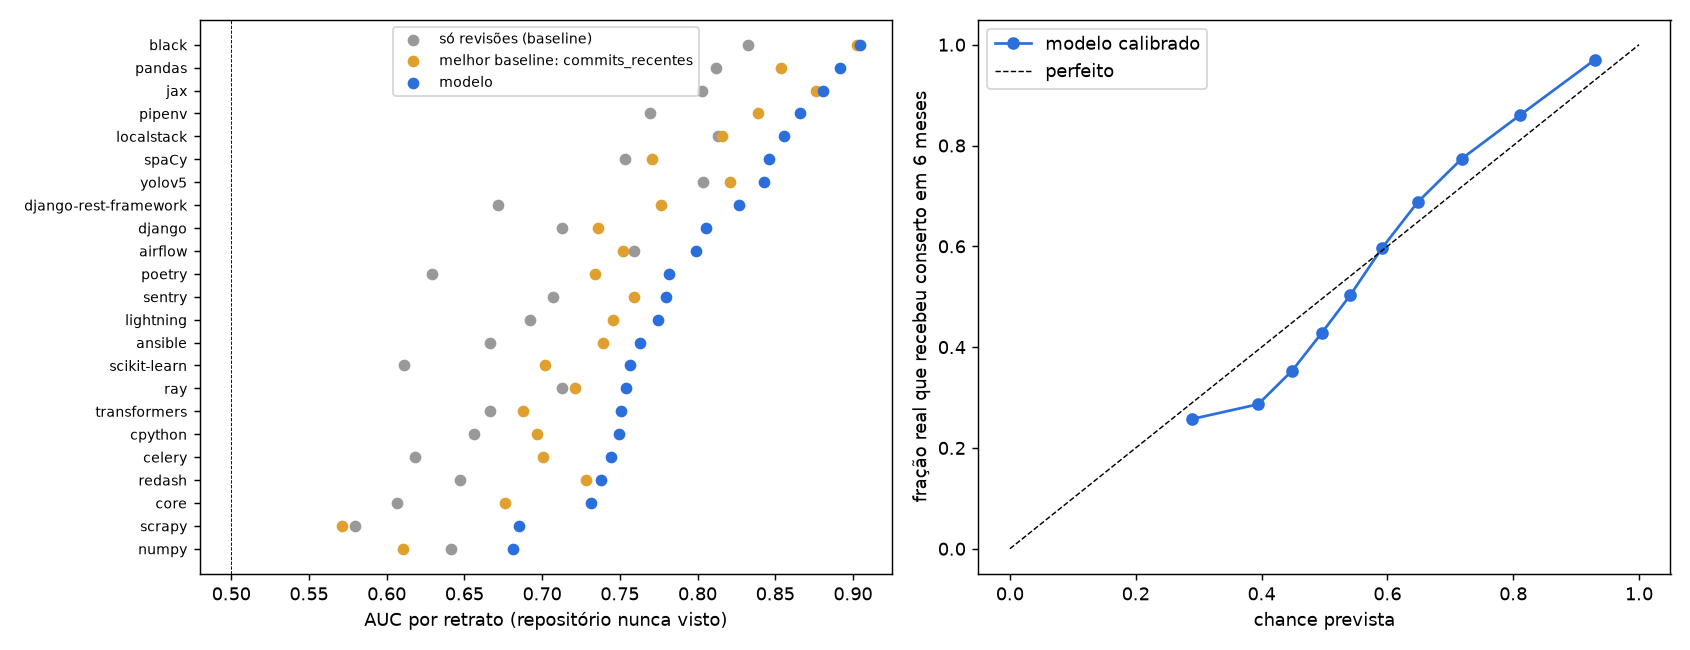 black
pandas
jax
pipenv
localstack
spaCy
yolov5
django-rest-framework
django
airflow
poetry
sentry
lightning
ansible
scikit-learn
ray
transformers
cpython
celery
redash
core
scrapy
numpy
só revisões (baseline)
melhor baseline: commits_recentes
modelo
0.50 0.55 0.60 0.65 0.70 0.75 0.80 0.85 0.90
AUC por retrato (repositório nunca visto)
fração real que recebeu conserto em 6 meses
1.0
0.8
0.6
0.4
0.2
0.0
modelo calibrado
perfeito
0.0 0.2 0.4 0.6 0.8 1.0
chance prevista